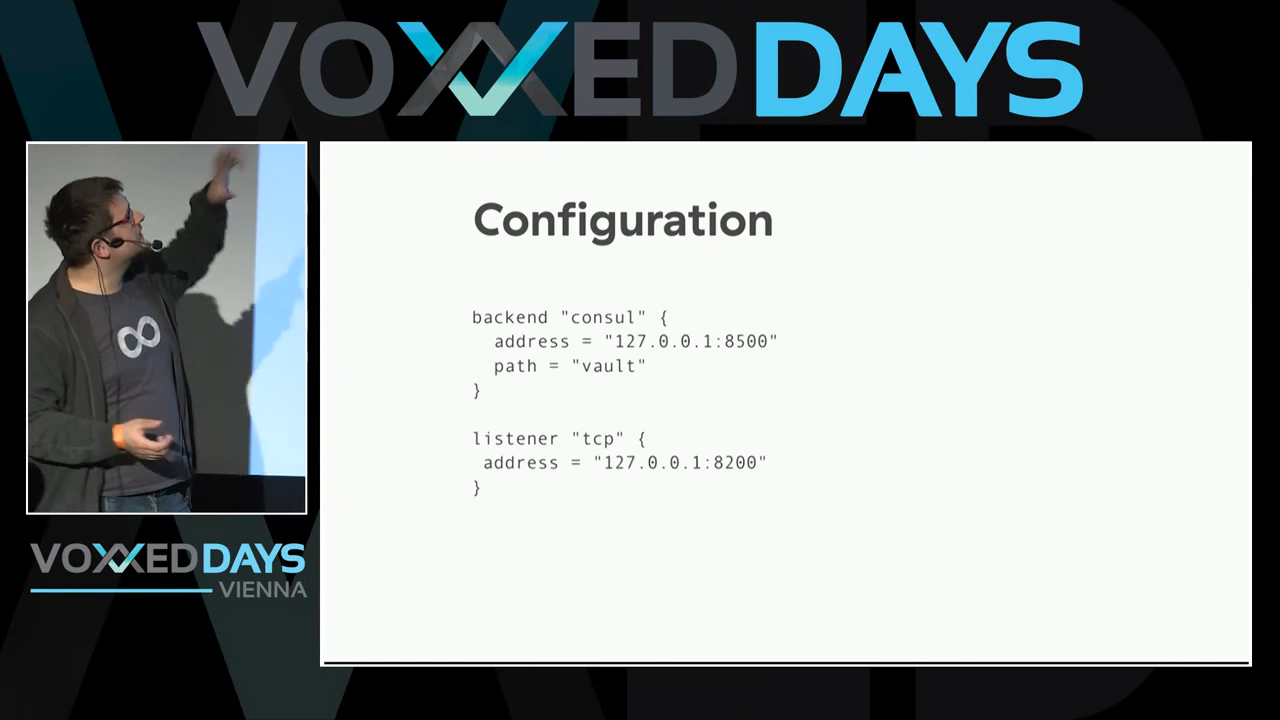 VOXXED DAYS
Configuration
backend "consul" {
  address = "127.0.0.1:8500"
  path = "vault"
}
listener "tcp" {
 address = "127.0.0.1:8200"
}
VOXXED DAYS
VIENNA